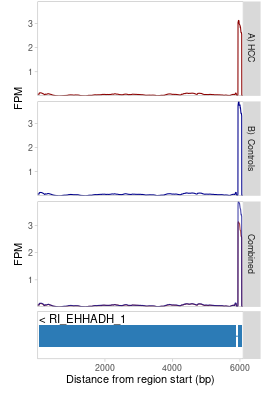 3
2
1
A) HCC
FPM
3
2
1
B) Controls
3
2
1
Combined
FPM
< RI_EHHADH_1
2000
4000
6000
Distance from region start (bp)